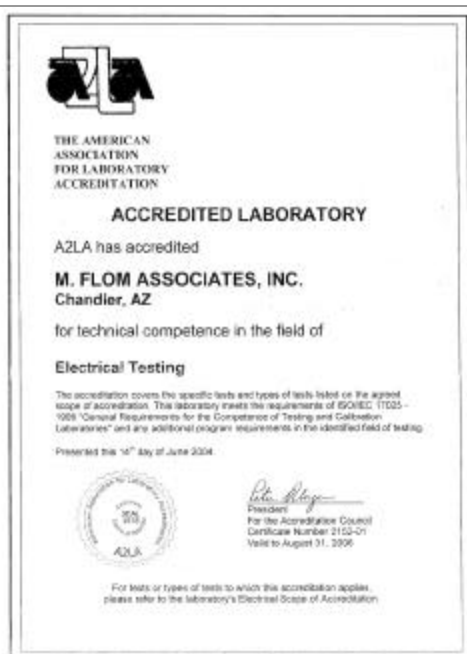 A2LA
THE AMERICAN
ASSOCIATION
FOR LABORATORY
ACCREDITATION
ACCREDITED LABORATORY
A2LA has accredited
M. FLOM ASSOCIATES, INC.
Chandler, AZ
for technical competence in the field of
Electrical Testing
The accreditation covers the specific tests and types of tests listed on the agreed
scope of accreditation. This laboratory meets the requirements of ISO/IEC 17025 -
1999 "General Requirements for the Competence of Testing and Calibration
Laboratories" and any additional program requirements in the identified field of testing.
Presented this 14th day of June 2004.
SEAL
A2LA
President
For the Accreditation Council
Certificate Number 2152-01
Valid to August 31, 2006
For tests or types of tests to which this accreditation applies,
please refer to the laboratory's Electrical Scope of Accreditation